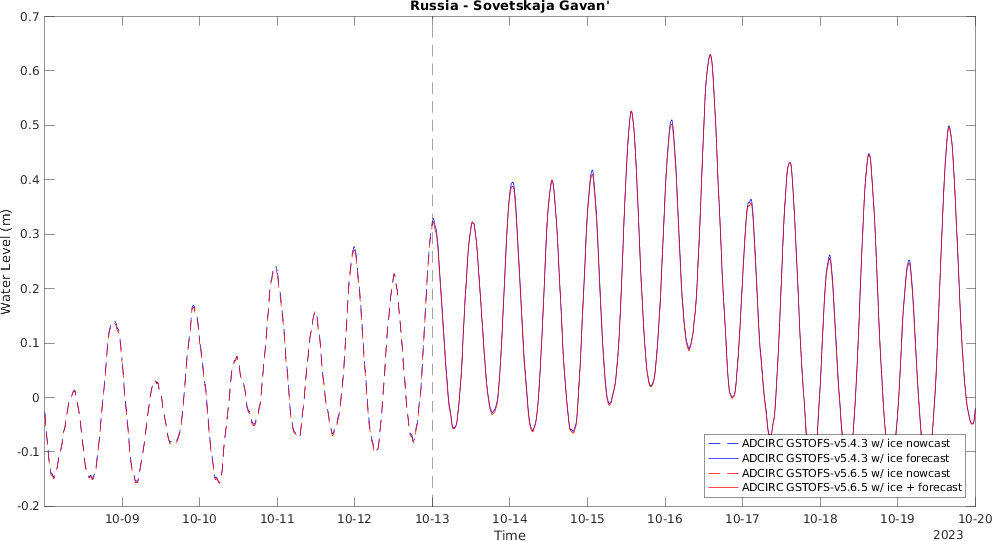 Russia - Sovetskaja Gavan'
Water Level (m)
0.7
0.6
0.5
0.4
0.3
0.2
0.1
0
-0.1
-0.2
ADCIRC GSTOFS-v5.4.3 w/ ice nowcast
ADCIRC GSTOFS-v5.4.3 w/ ice forecast
ADCIRC GSTOFS-v5.6.5 w/ ice nowcast
ADCIRC GSTOFS-v5.6.5 w/ ice + forecast
10-09 10-10 10-11 10-12 10-13 10-14 10-15 10-16 10-17 10-18 10-19 10-20
Time
2023